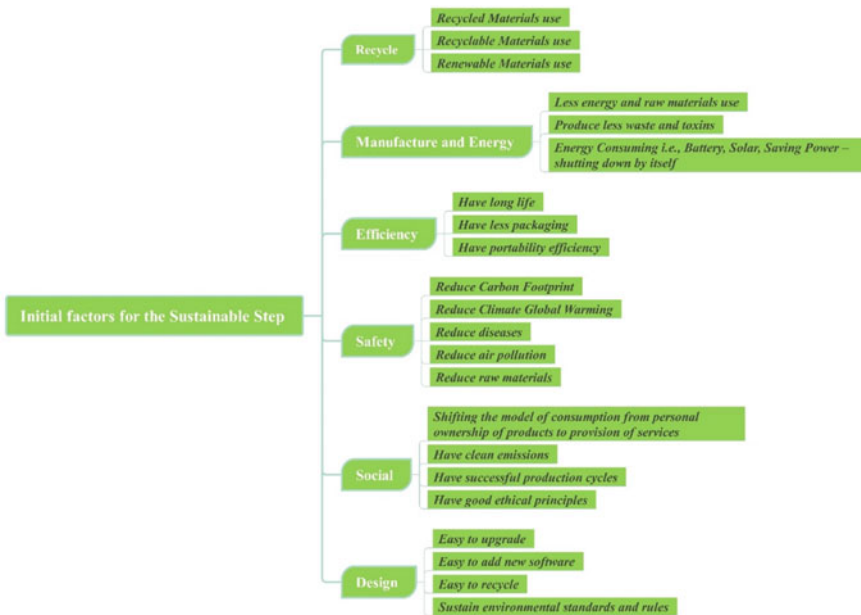 Initial factors for the Sustainable Step
Recycle
Recycled Materials use
Recyclable Materials use
Renewable Materials use
Manufacture and Energy
Less energy and raw materials use
Produce less waste and toxins
Energy Consuming i.e., Battery, Solar, Saving Power –
shutting down by itself
Efficiency
Have long life
Have less packaging
Have portability efficiency
Safety
Reduce Carbon Footprint
Reduce Climate Global Warming
Reduce diseases
Reduce air pollution
Reduce raw materials
Social
Shifting the model of consumption from personal
ownership of products to provision of services
Have clean emissions
Have successful production cycles
Have good ethical principles
Design
Easy to upgrade
Easy to add new software
Easy to recycle
Sustain environmental standards and rules